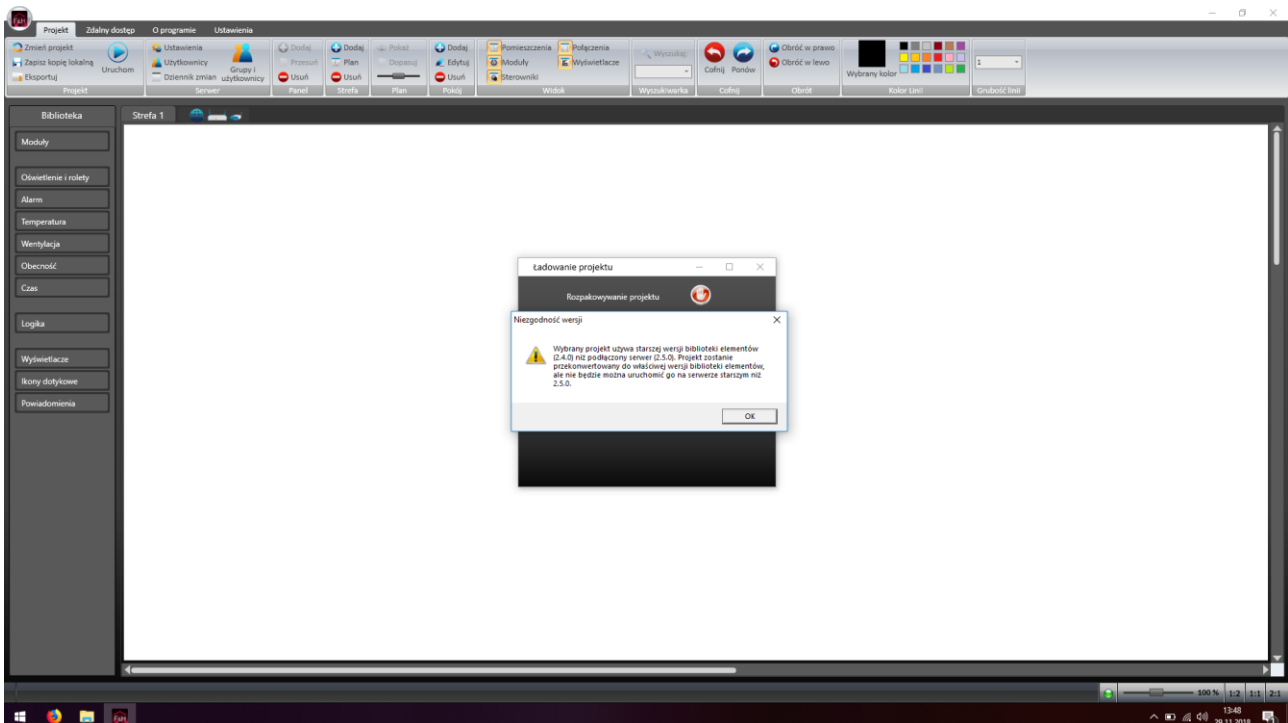 F&H
Projekt Zdalny dostęp O programie Ustawienia
Zmień projekt
Zapisz kopię lokalną
Eksportuj
Uruchom
Projekt
Ustawienia
Użytkownicy
Dziennik zmian
Grupy i
użytkownicy
Serwer
Dodaj
Przesuń
Usuń
Panel
Dodaj
Plan
Usuń
Strefa
Pokaż
Dopasuj
Plan
Dodaj
Edytuj
Usuń
Pokój
Pomieszczenia
Moduły
Sterowniki
Połączenia
Wyświetlacze
Widok
Wyszukaj
Wyszukiwarka
Cofnij
Ponów
Cofnij
Obróć w prawo
Obróć w lewo
Obrót
Wybrany kolor
Kolor Linii
1
Grubość linii
Biblioteka
Moduły
Oświetlenie i rolety
Alarm
Temperatura
Wentylacja
Obecność
Czas
Logika
Wyświetlacze
Ikony dotykowe
Powiadomienia
Strefa 1
Ładowanie projektu
Rozpakowywanie projektu
Niezgodność wersji
Wybrany projekt używa starszej wersji biblioteki elementów
(2.4.0) niż podłączony serwer (2.5.0). Projekt zostanie
przekonwertowany do właściwej wersji biblioteki elementów,
ale nie będzie można uruchomić go na serwerze starszym niż
2.5.0.
OK
100 % 1:2 1:1 2:1
F&H
13:48
29.11.2018